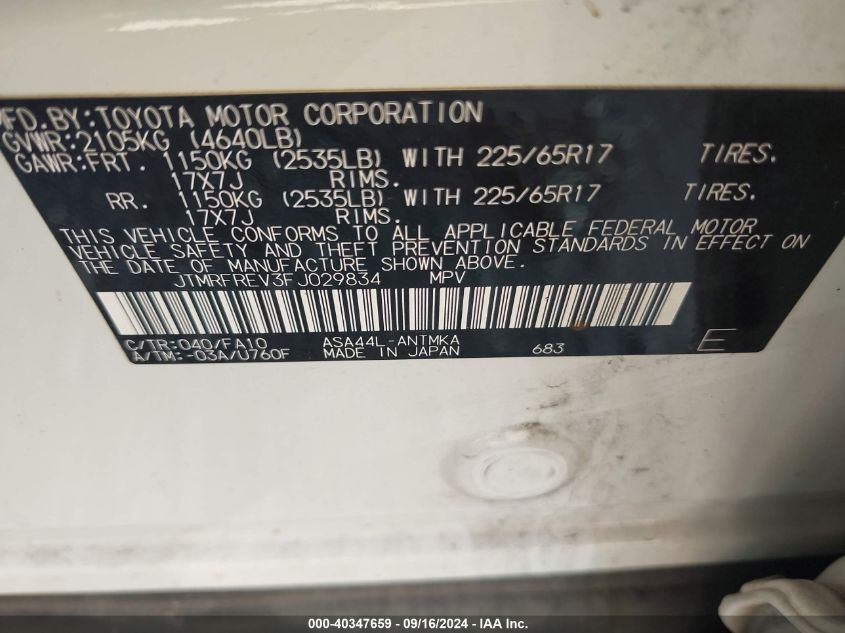 MFD. BY: TOYOTA MOTOR CORPORATION
GVWR: 2105KG (4640LB)
GAWR: FRT. 1150KG (2535LB) WITH 225/65R17 TIRES.
17X7J RIMS.
RR. 1150KG (2535LB) WITH 225/65R17 TIRES.
17X7J RIMS.
THIS VEHICLE CONFORMS TO ALL APPLICABLE FEDERAL MOTOR
VEHICLE SAFETY AND THEFT PREVENTION STANDARDS IN EFFECT ON
THE DATE OF MANUFACTURE SHOWN ABOVE.
JTMRFREV3FJ029834 MPV
C/TR: 040/FA10 ASA44L-ANTMKA
A/TM: -03A/U760F MADE IN JAPAN 683 E
000-40347659 - 09/16/2024 - IAA Inc.